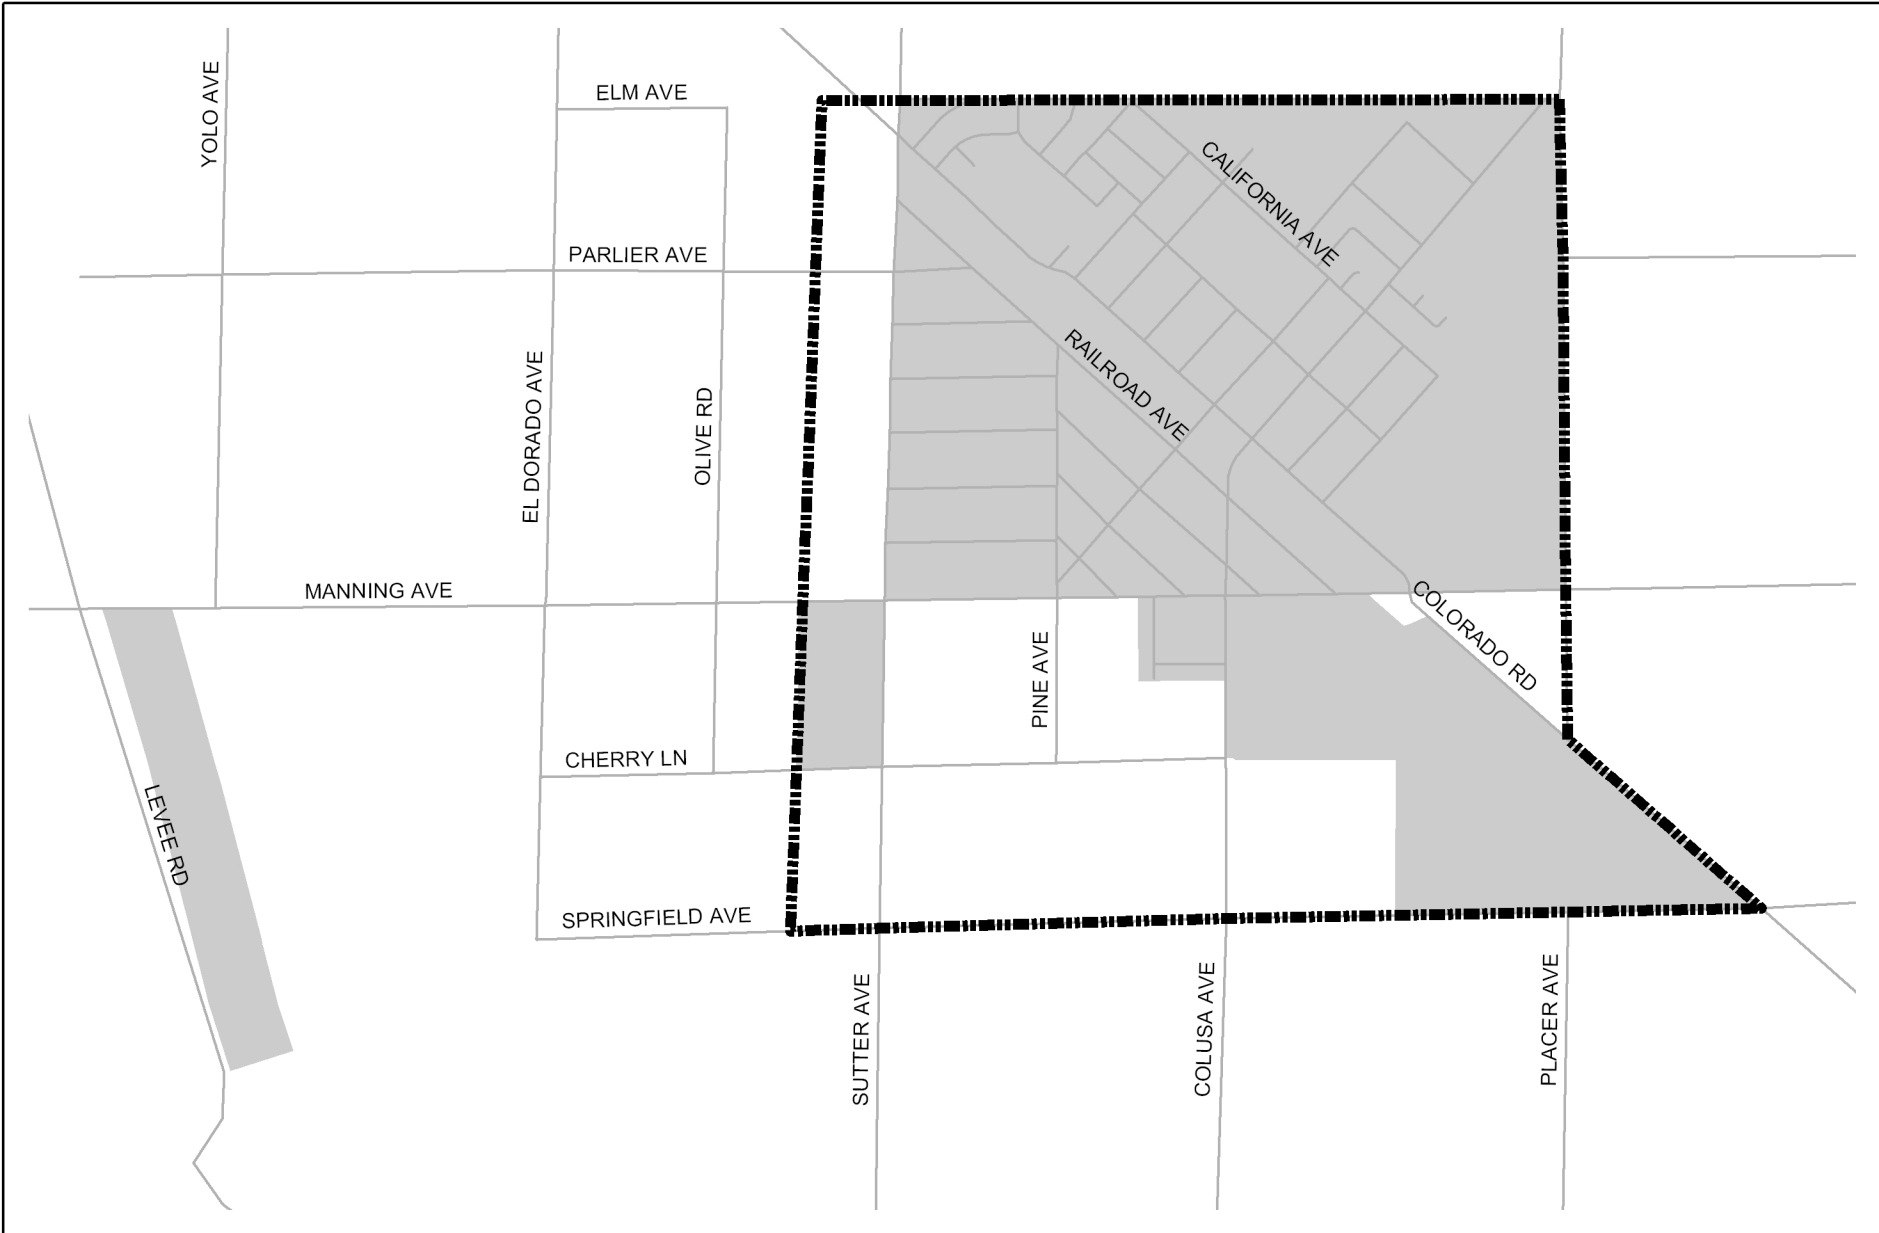 YOLO AVE
ELM AVE
CALIFORNIA AVE
PARLIER AVE
EL DORADO AVE
OLIVE RD
RAILROAD AVE
MANNING AVE
COLORADO RD
PINE AVE
CHERRY LN
LEVEE RD
SPRINGFIELD AVE
SUTTER AVE
COLUSA AVE
PLACER AVE